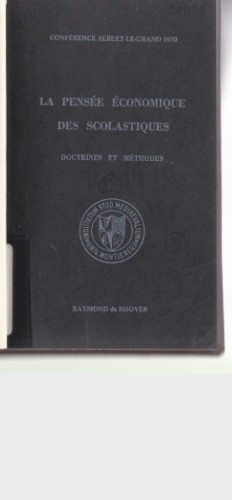 CONFÉRENCE ALBERT-LE-GRAND 1970
LA PENSÉE ÉCONOMIQUE
DES SCOLASTIQUES
DOCTRINES ET MÉTHODES
RAYMOND de ROOVER